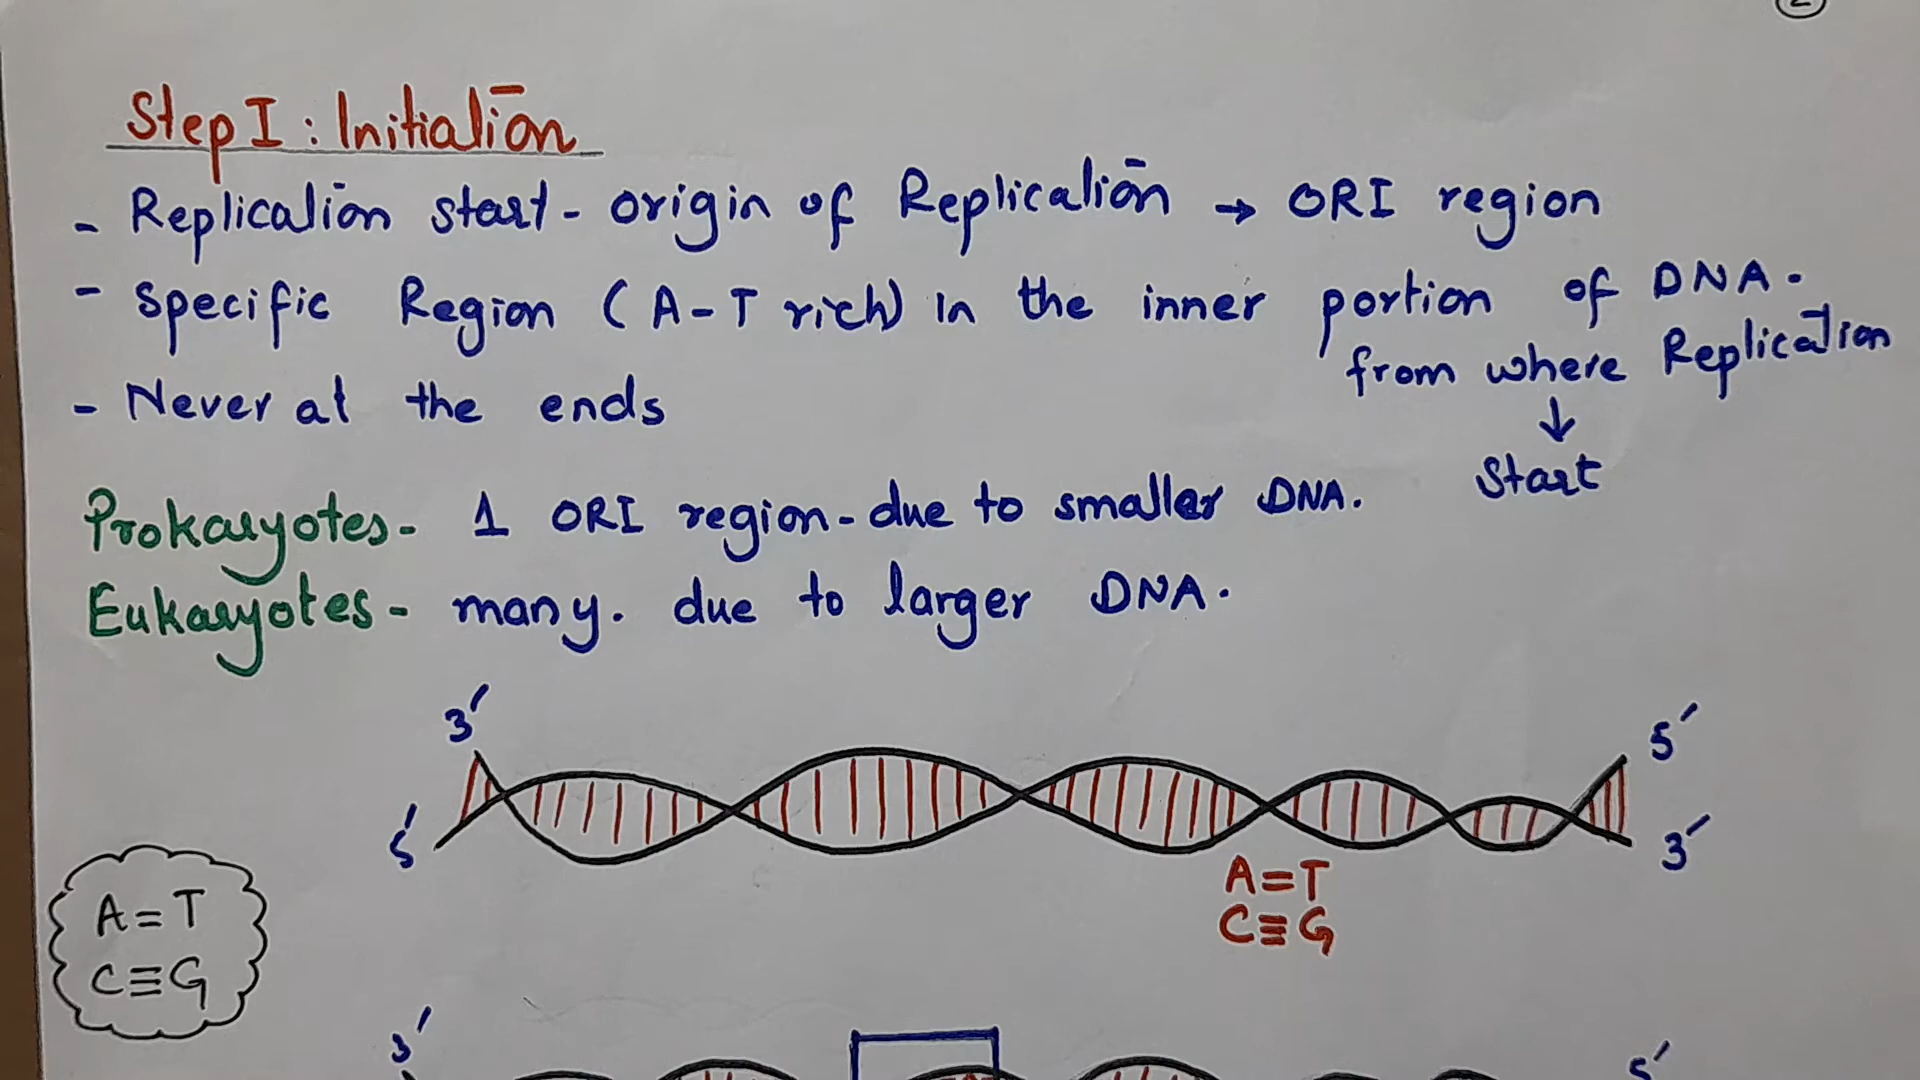 ②
Step I : Initiation
- Replication start - origin of Replication → ORI region
- Specific Region (A-T rich) in the inner portion of DNA.
from where Replication
↓
Start
- Never at the ends
Prokaryotes - 1 ORI region - due to smaller DNA.
Eukaryotes - many. due to larger DNA.
3′ 5′
5′ 3′
A=T
C≡G
A=T
C≡G
3′ 5′